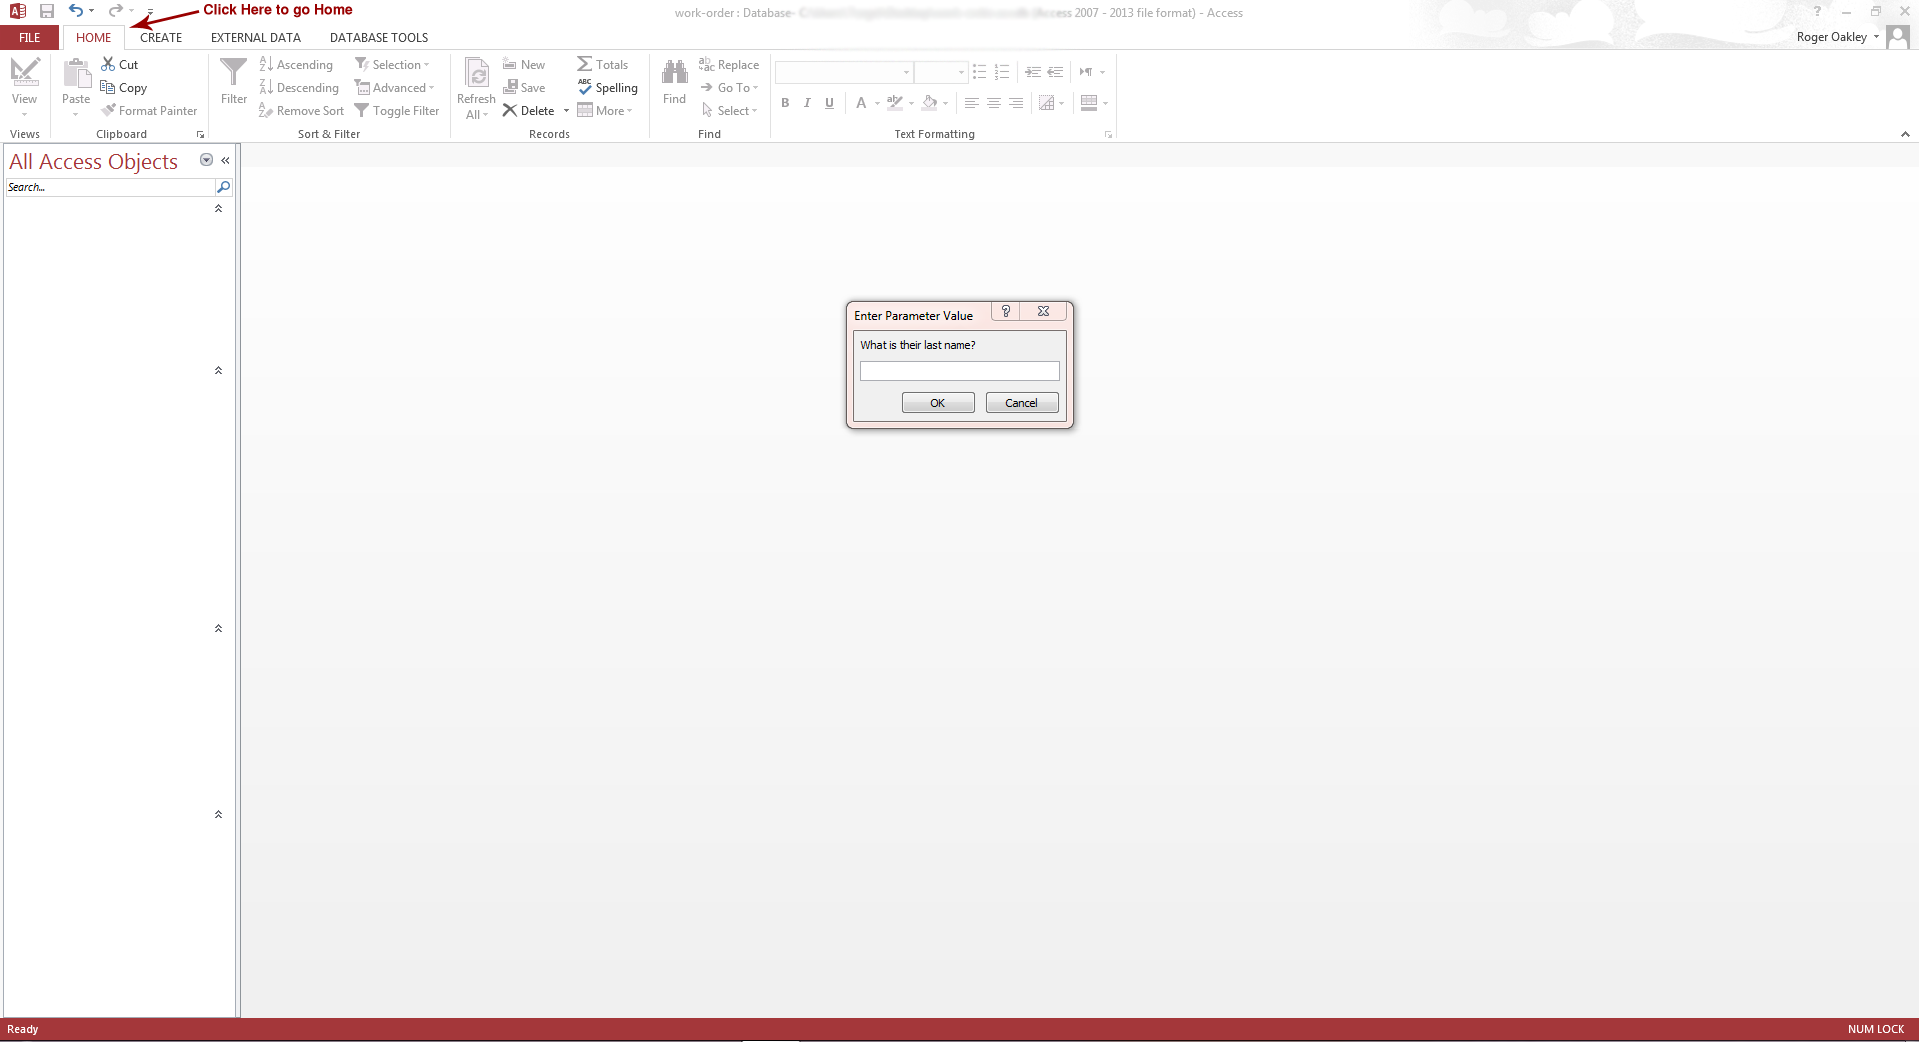 Click Here to go Home
work-order : Database- (Access 2007 - 2013 file format) - Access
?
FILE HOME CREATE EXTERNAL DATA DATABASE TOOLS
Roger Oakley
View
Views
Paste
Cut
Copy
Format Painter
Clipboard
Filter
Ascending
Descending
Remove Sort
Selection
Advanced
Toggle Filter
Sort & Filter
Refresh
All
New
Save
Delete
Totals
Spelling
More
Records
Find
Replace
Go To
Select
Find
B I U A
Text Formatting
All Access Objects
Search...
Enter Parameter Value
?
What is their last name?
OK Cancel
Ready
NUM LOCK